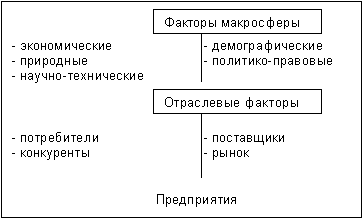 Факторы макросферы
- экономические
- природные
- научно-технические
- демографические
- политико-правовые
Отраслевые факторы
- потребители
- конкуренты
- поставщики
- рынок
Предприятия